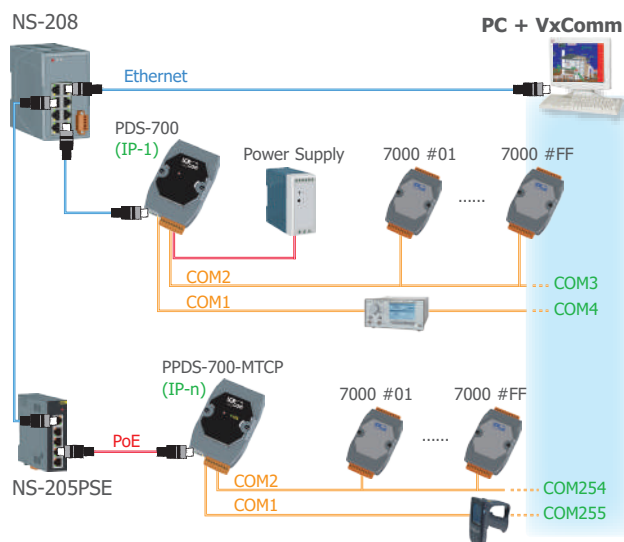 NS-208
PC + VxComm
Ethernet
PDS-700
(IP-1)
Power Supply
7000 #01
7000 #FF
......
COM2
COM3
COM1
COM4
PPDS-700-MTCP
(IP-n)
7000 #01
7000 #FF
......
PoE
NS-205PSE
COM2
COM254
COM1
COM255